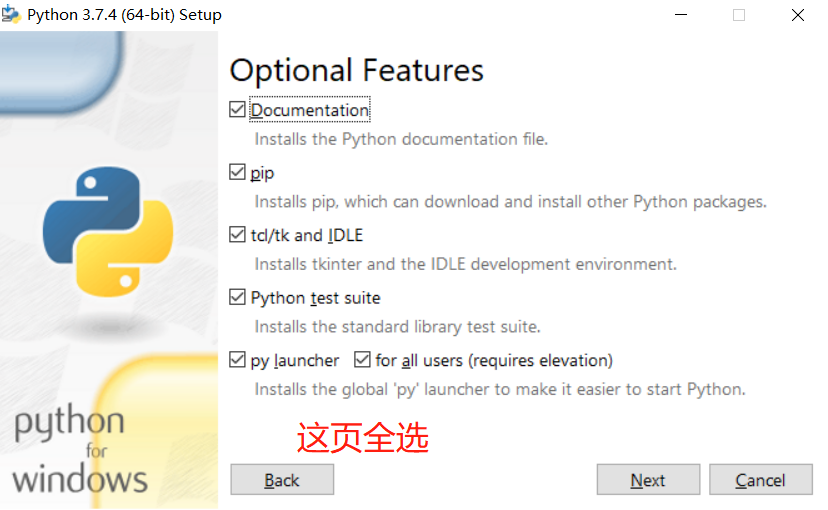 Python 3.7.4 (64-bit) Setup
Optional Features
Documentation
Installs the Python documentation file.
pip
Installs pip, which can download and install other Python packages.
tcl/tk and IDLE
Installs tkinter and the IDLE development environment.
Python test suite
Installs the standard library test suite.
py launcher for all users (requires elevation)
Installs the global 'py' launcher to make it easier to start Python.
这页全选
python
for
windows
Back Next Cancel